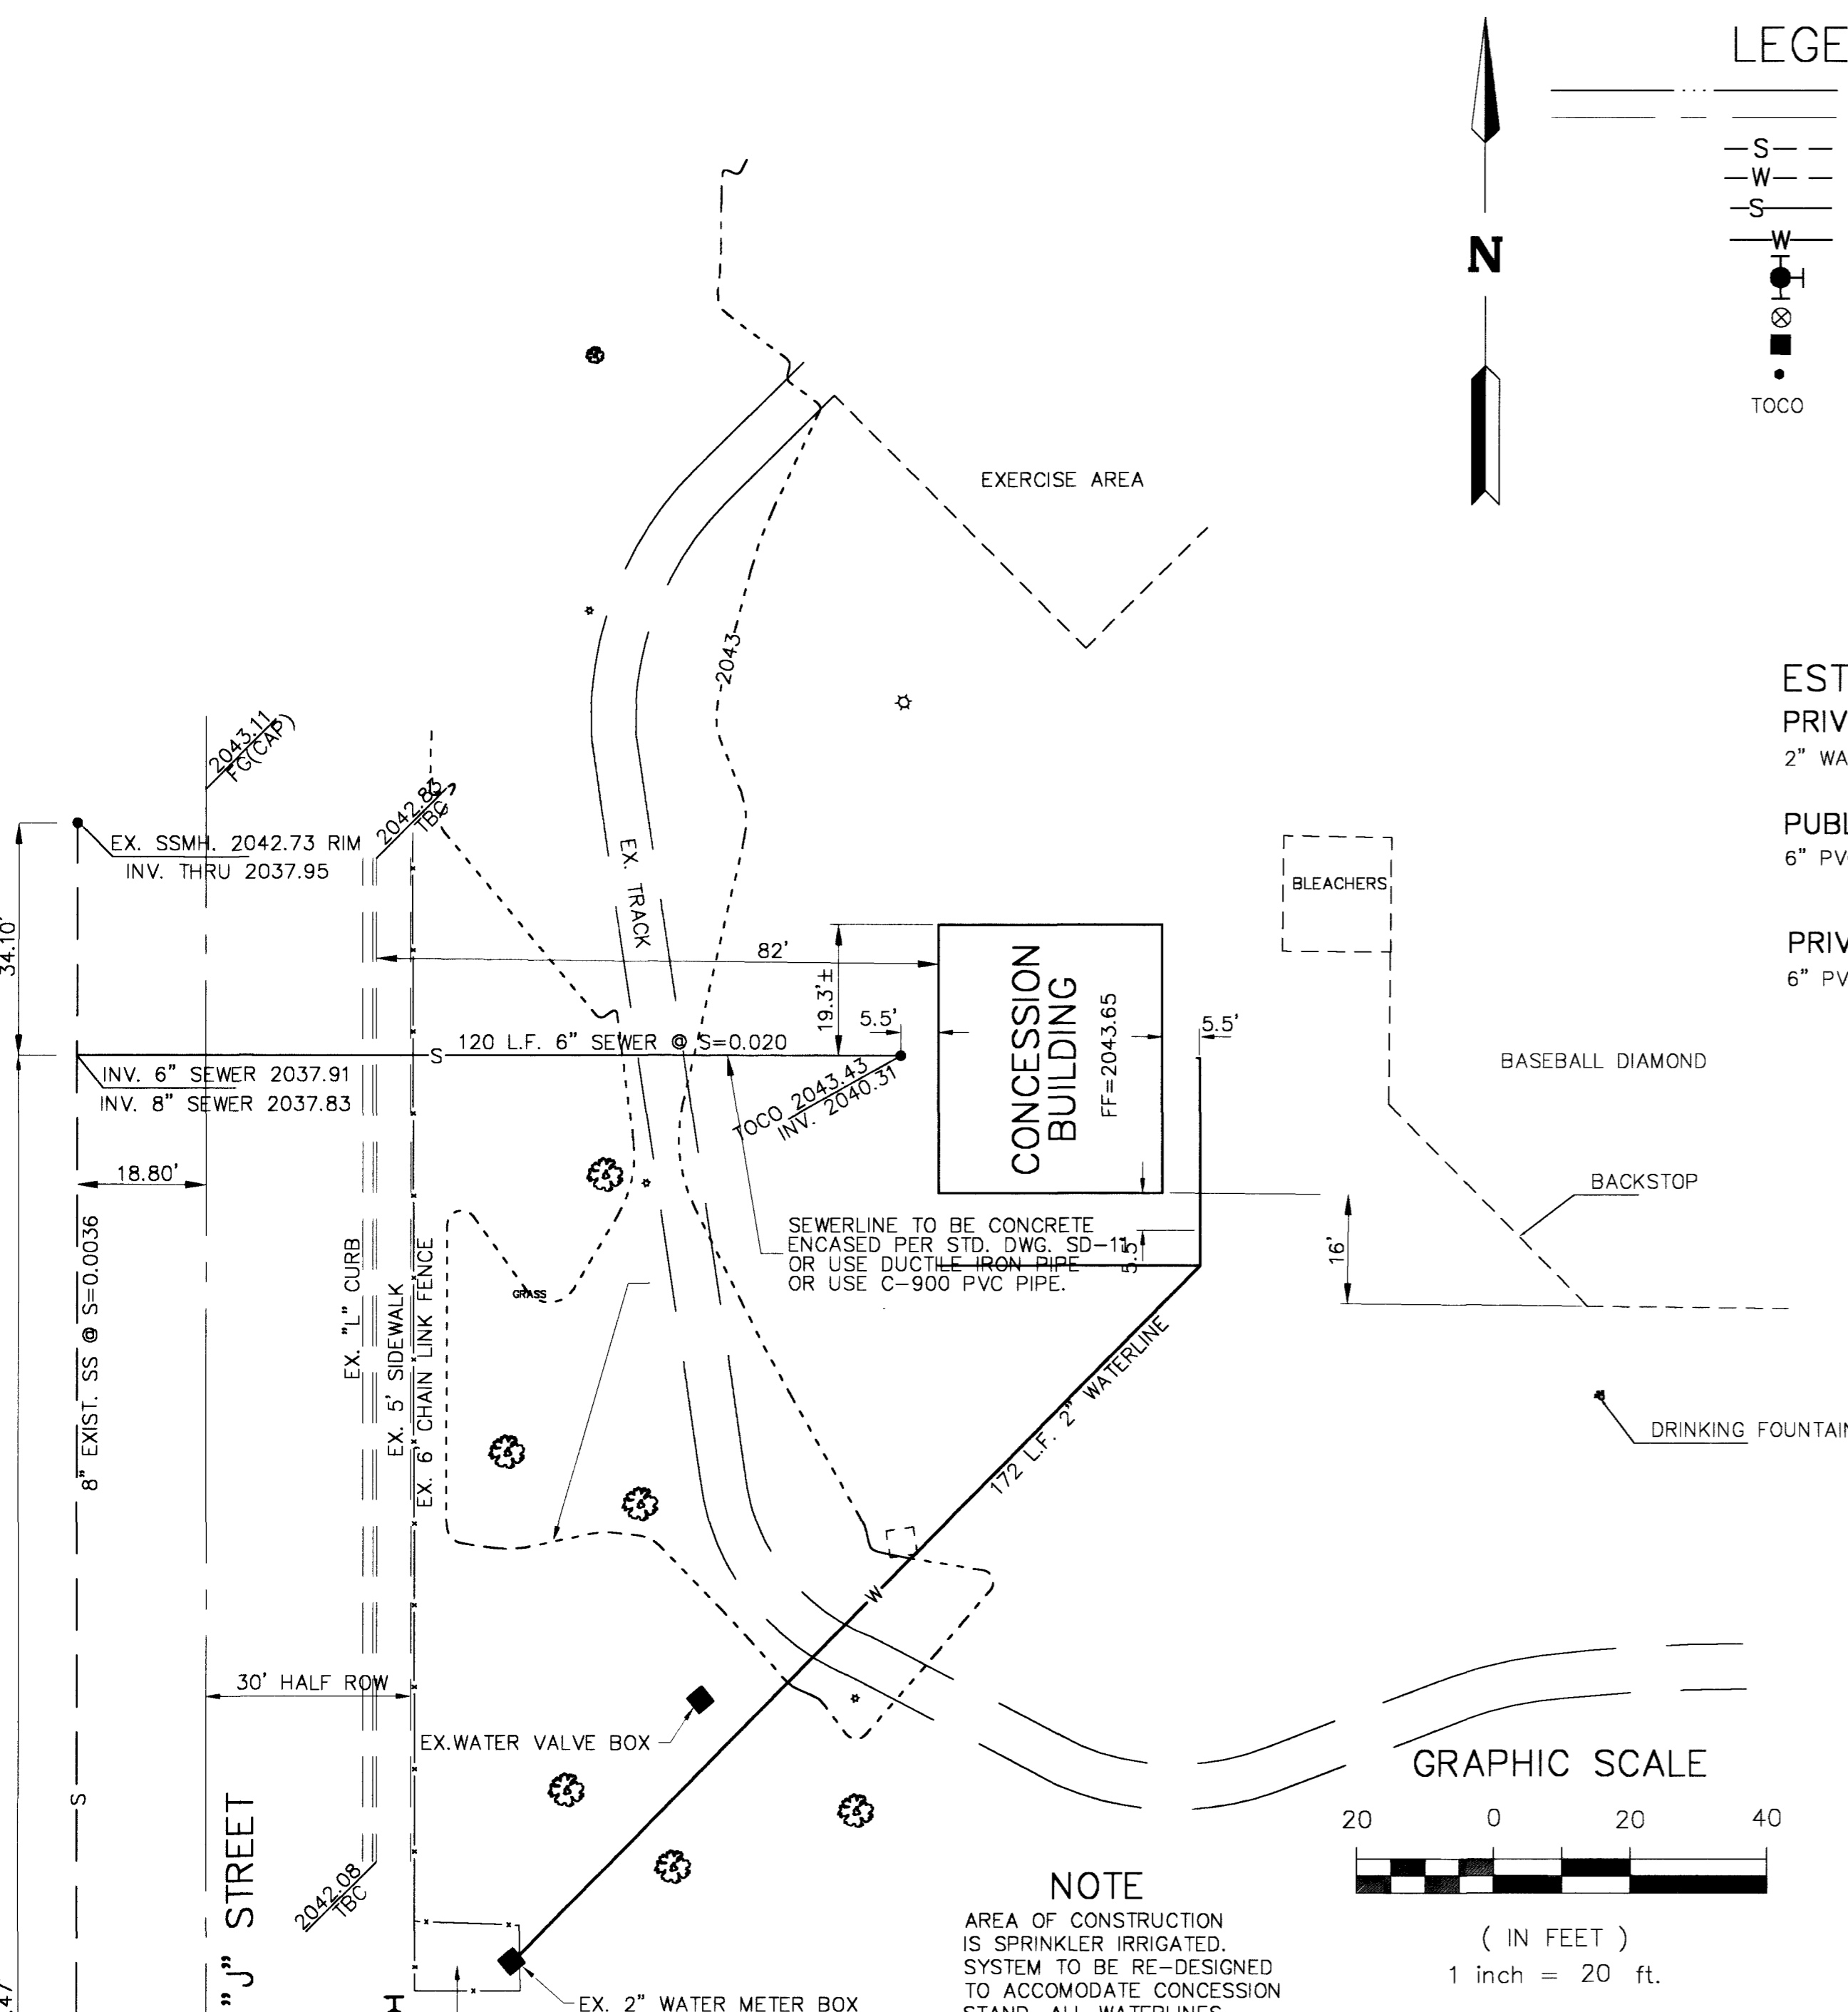 LEGE
S
W
S
W
TOCO
N
EXERCISE AREA
2043
EST
PRIV
2" WA
PUBL
6" PV
PRIV
6" PV
2043.11
FG(CAP)
2042.83
TBC
EX. SSMH. 2042.73 RIM
INV. THRU 2037.95
34.10'
EX. TRACK
82'
19.3'±
5.5'
CONCESSION
BUILDING
FF=2043.65
5.5'
BLEACHERS
BASEBALL DIAMOND
120 L.F. 6" SEWER @ S=0.020
S
INV. 6" SEWER 2037.91
INV. 8" SEWER 2037.83
TOCO 2043.43
INV. 2040.31
18.80'
BACKSTOP
SEWERLINE TO BE CONCRETE
ENCASED PER STD. DWG. SD-11
OR USE DUCTILE IRON PIPE
OR USE C-900 PVC PIPE.
5.5'
16'
8" EXIST. SS @ S=0.0036
EX. "L" CURB
EX. 5' SIDEWALK
EX. 6' CHAIN LINK FENCE
GRASS
172 L.F. 2" WATERLINE
W
DRINKING FOUNTAIN
30' HALF ROW
EX.WATER VALVE BOX
S
"J" STREET
2042.08
TBC
GRAPHIC SCALE
20 0 20 40
( IN FEET )
1 inch = 20 ft.
NOTE
AREA OF CONSTRUCTION
IS SPRINKLER IRRIGATED.
SYSTEM TO BE RE-DESIGNED
TO ACCOMODATE CONCESSION
STAND. ALL WATERLINES
EX. 2" WATER METER BOX